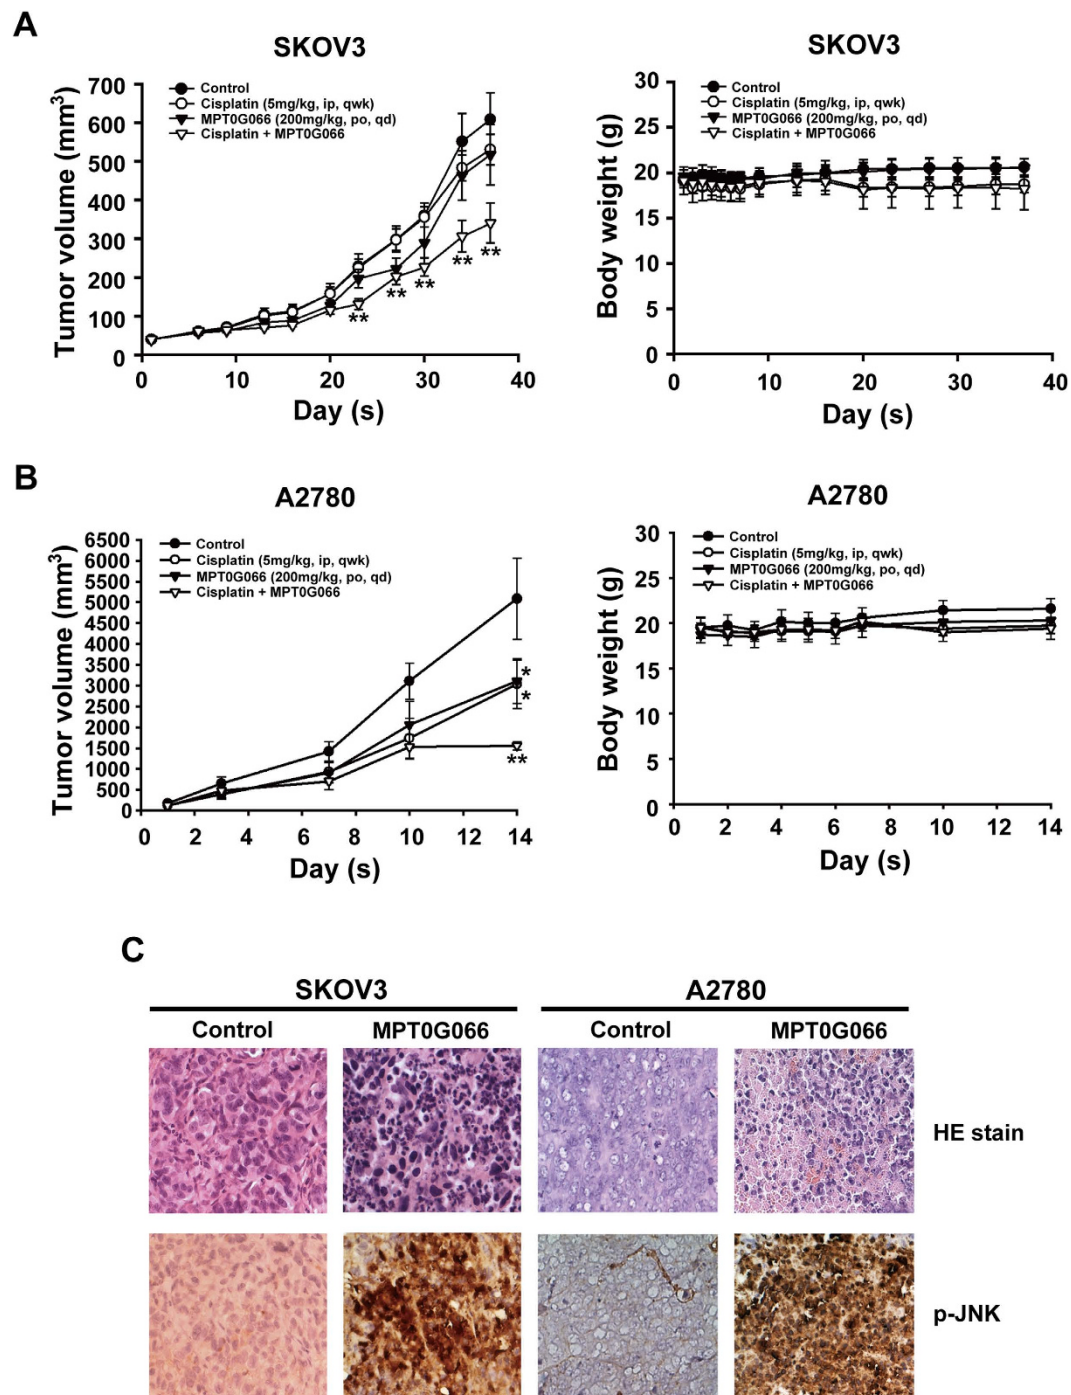 A
SKOV3
Control
Cisplatin (5mg/kg, ip, qwk)
MPT0G066 (200mg/kg, po, qd)
Cisplatin + MPT0G066
Tumor volume (mm³)
700
600
500
400
300
200
100
0
0 10 20 30 40
Day (s)
** ** ** ** **
SKOV3
Control
Cisplatin (5mg/kg, ip, qwk)
MPT0G066 (200mg/kg, po, qd)
Cisplatin + MPT0G066
Body weight (g)
30
25
20
15
10
5
0
0 10 20 30 40
Day (s)
B
A2780
Control
Cisplatin (5mg/kg, ip, qwk)
MPT0G066 (200mg/kg, po, qd)
Cisplatin + MPT0G066
Tumor volume (mm³)
6500
6000
5500
5000
4500
4000
3500
3000
2500
2000
1500
1000
500
0
0 2 4 6 8 10 12 14
Day (s)
*
*
**
A2780
Control
Cisplatin (5mg/kg, ip, qwk)
MPT0G066 (200mg/kg, po, qd)
Cisplatin + MPT0G066
Body weight (g)
30
25
20
15
10
5
0
0 2 4 6 8 10 12 14
Day (s)
C
SKOV3 A2780
Control MPT0G066 Control MPT0G066
HE stain
p-JNK